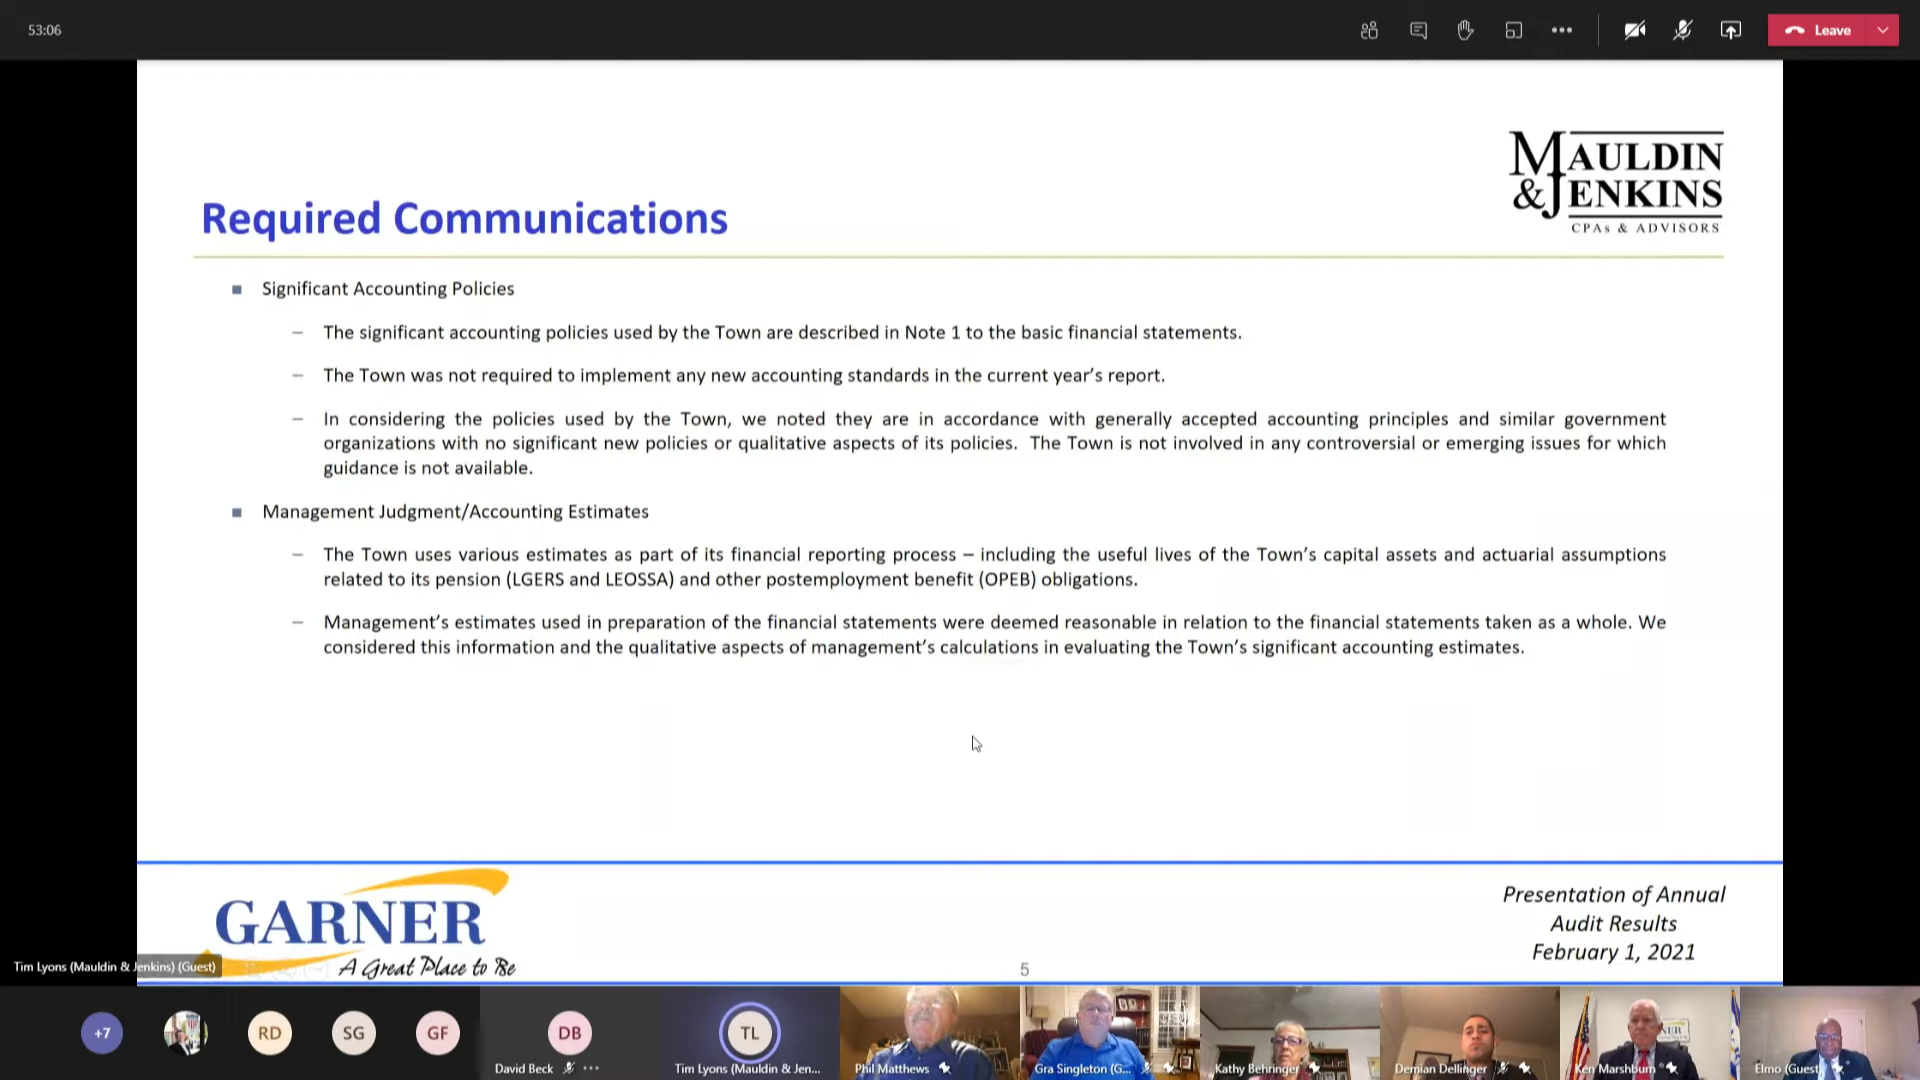 53:06
Leave
MAULDIN
& JENKINS
CPAs & ADVISORS
Required Communications
Significant Accounting Policies
– The significant accounting policies used by the Town are described in Note 1 to the basic financial statements.
– The Town was not required to implement any new accounting standards in the current year's report.
– In considering the policies used by the Town, we noted they are in accordance with generally accepted accounting principles and similar government
organizations with no significant new policies or qualitative aspects of its policies. The Town is not involved in any controversial or emerging issues for which
guidance is not available.
Management Judgment/Accounting Estimates
– The Town uses various estimates as part of its financial reporting process – including the useful lives of the Town's capital assets and actuarial assumptions
related to its pension (LGERS and LEOSSA) and other postemployment benefit (OPEB) obligations.
– Management's estimates used in preparation of the financial statements were deemed reasonable in relation to the financial statements taken as a whole. We
considered this information and the qualitative aspects of management's calculations in evaluating the Town's significant accounting estimates.
GARNER
A Great Place to Be
5
Presentation of Annual
Audit Results
February 1, 2021
Tim Lyons (Mauldin & Jenkins) (Guest)
+7
RD
SG
GF
DB
TL
David Beck
Tim Lyons (Mauldin & Jen...
Phil Matthews
Gra Singleton (G...
Kathy Behringer
Demian Dellinger
Ken Marshburn
Elmo (Guest)